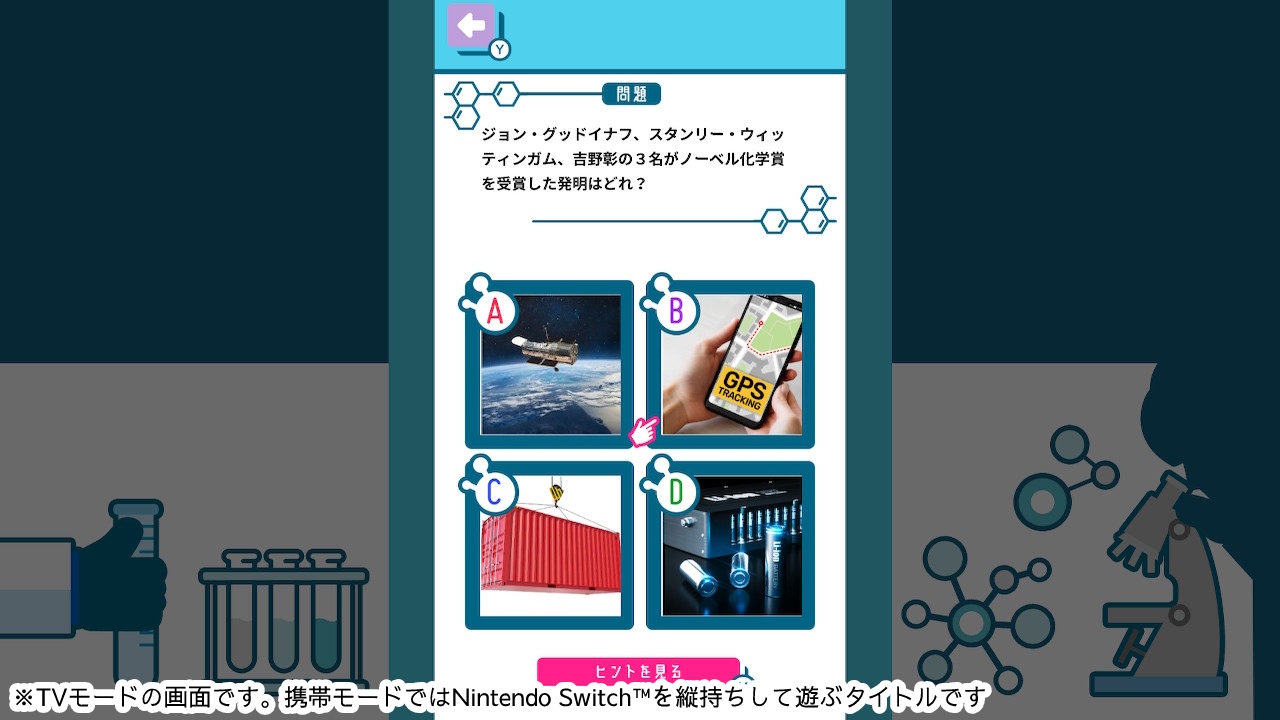 Y
問題
ジョン・グッドイナフ、スタンリー・ウィッ
ティンガム、吉野彰の３名がノーベル化学賞
を受賞した発明はどれ？
A
B
GPS
TRACKING
C
D
LI-ION
LI-ION BATTERY
ヒントを見る
※TVモードの画面です。携帯モードではNintendo Switch™を縦持ちして遊ぶタイトルです